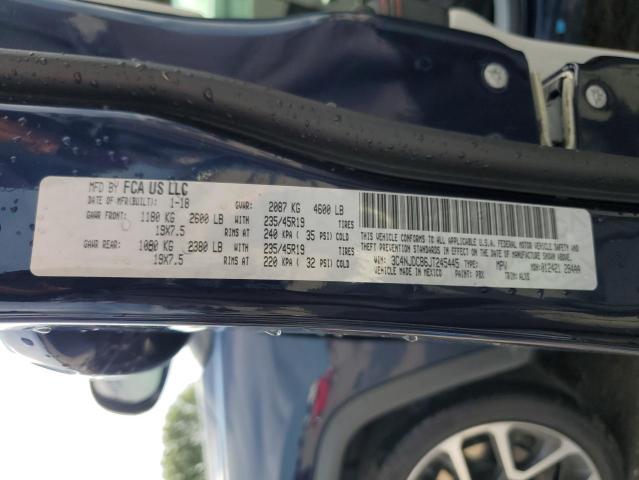 MFD BY FCA US LLC
DATE OF MFR(BUILT): 1-18 GVWR: 2087 KG 4600 LB
GAWR FRONT: 1180 KG 2600 LB WITH 235/45R19 TIRES
19X7.5 RIMS AT 240 KPA ( 35 PSI) COLD
GAWR REAR: 1080 KG 2380 LB WITH 235/45R19 TIRES
19X7.5 RIMS AT 220 KPA ( 32 PSI) COLD
THIS VEHICLE CONFORMS TO ALL APPLICABLE U.S.A. FEDERAL MOTOR VEHICLE SAFETY AND
THEFT PREVENTION STANDARDS IN EFFECT ON THE DATE OF MANUFACTURE SHOWN ABOVE.
VIN: 3C4NJDCB6JT245445 TYPE: MPV MDH:
VEHICLE MADE IN MEXICO PAINT: PBX TRIM: